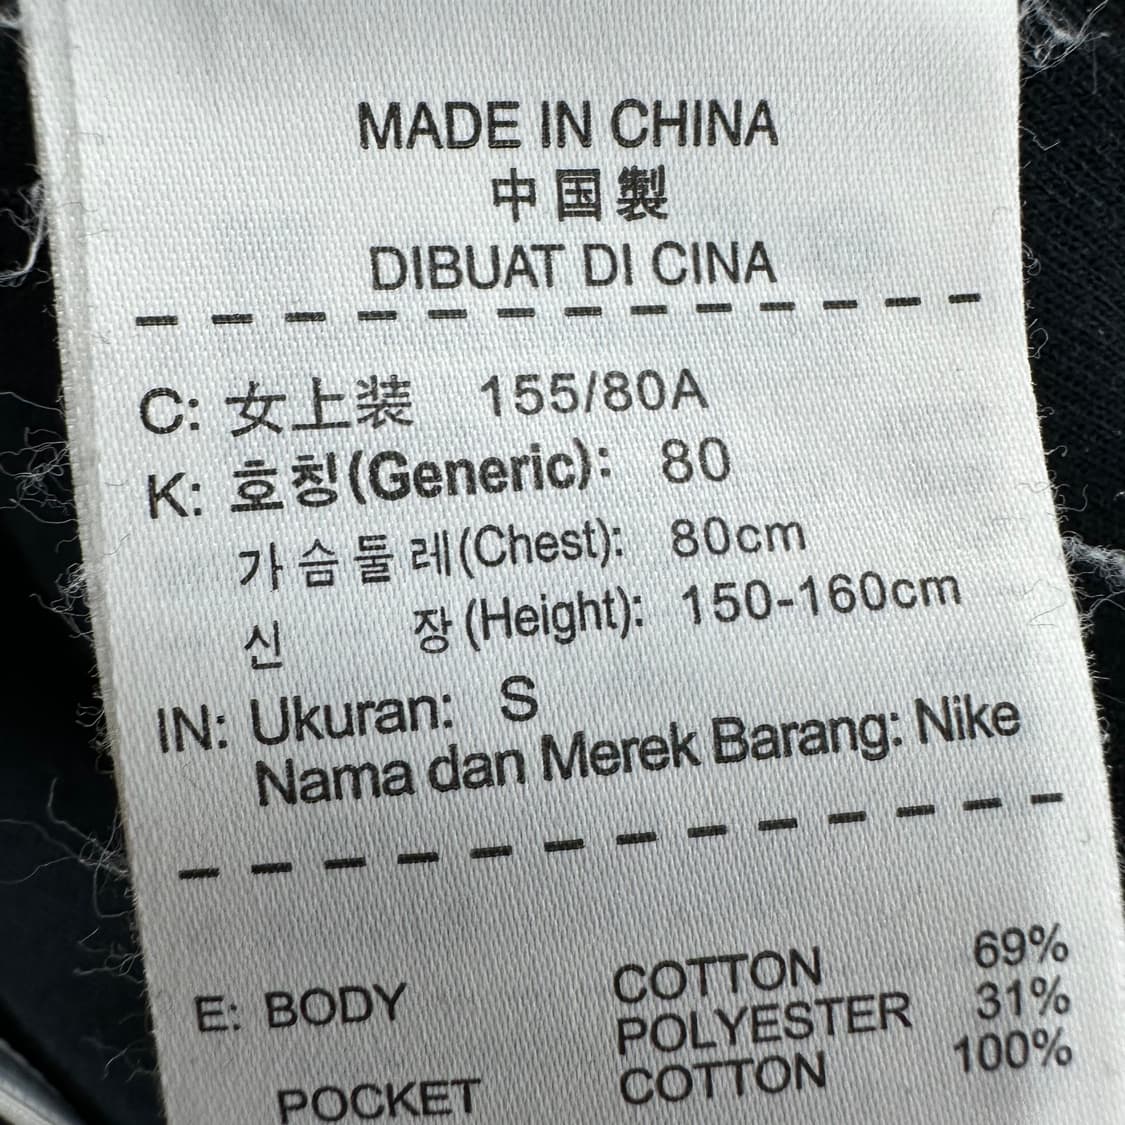 MADE IN CHINA
中国製
DIBUAT DI CINA
C: 女上装 155/80A
K: 호칭(Generic): 80
가슴둘레(Chest): 80cm
신 장(Height): 150-160cm
IN: Ukuran: S
Nama dan Merek Barang: Nike
E: BODY COTTON 69%
POLYESTER 31%
POCKET COTTON 100%